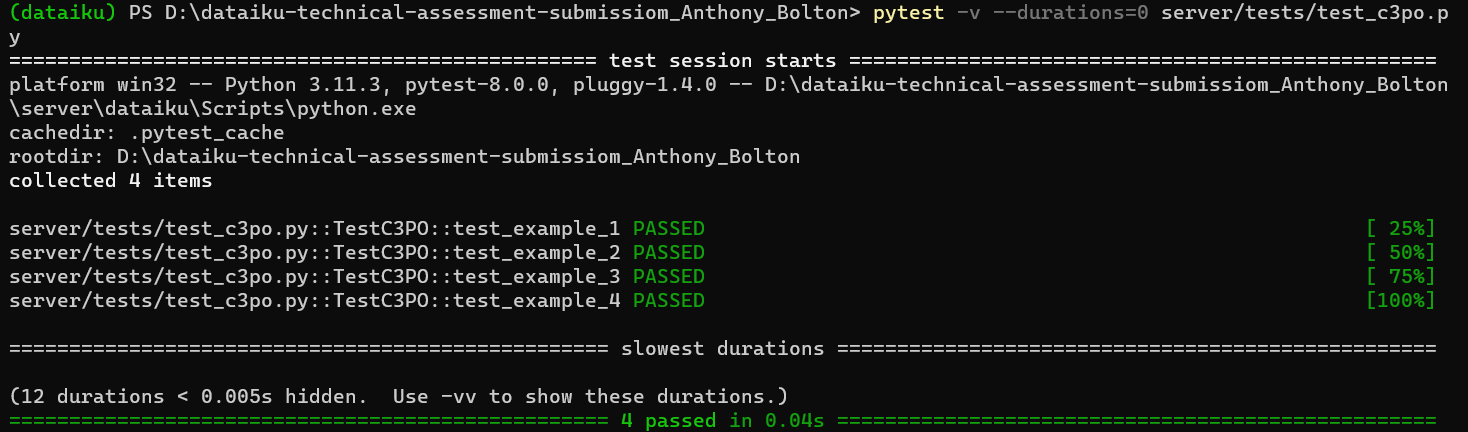 (dataiku) PS D:\dataiku-technical-assessment-submissiom_Anthony_Bolton> pytest -v --durations=0 server/tests/test_c3po.p
y
================================================= test session starts =================================================
platform win32 -- Python 3.11.3, pytest-8.0.0, pluggy-1.4.0 -- D:\dataiku-technical-assessment-submissiom_Anthony_Bolton
\server\dataiku\Scripts\python.exe
cachedir: .pytest_cache
rootdir: D:\dataiku-technical-assessment-submissiom_Anthony_Bolton
collected 4 items
server/tests/test_c3po.py::TestC3PO::test_example_1 PASSED [ 25%]
server/tests/test_c3po.py::TestC3PO::test_example_2 PASSED [ 50%]
server/tests/test_c3po.py::TestC3PO::test_example_3 PASSED [ 75%]
server/tests/test_c3po.py::TestC3PO::test_example_4 PASSED [100%]
================================================== slowest durations ==================================================
(12 durations < 0.005s hidden.  Use -vv to show these durations.)
================================================== 4 passed in 0.04s ==================================================